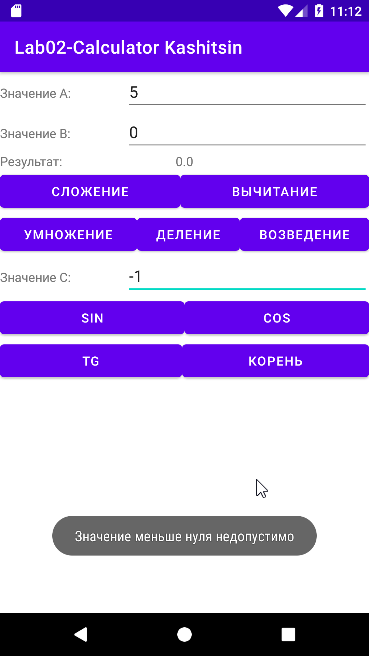 11:12
Lab02-Calculator Kashitsin
Значение A: 5
Значение B: 0
Результат: 0.0
СЛОЖЕНИЕ ВЫЧИТАНИЕ
УМНОЖЕНИЕ ДЕЛЕНИЕ ВОЗВЕДЕНИЕ
Значение C: -1
SIN COS
TG КОРЕНЬ
Значение меньше нуля недопустимо